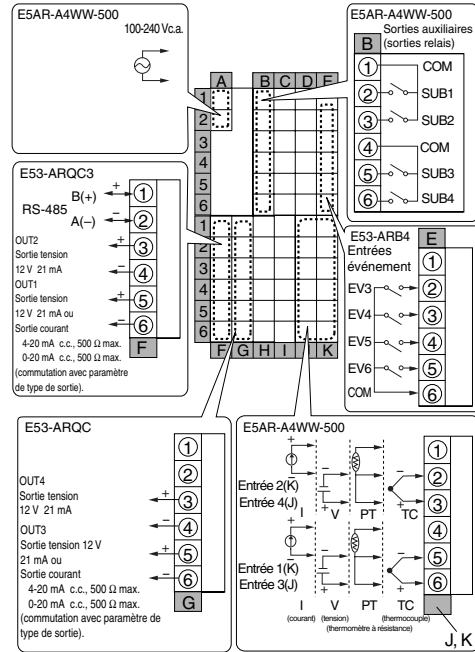 E5AR-A4WW-500
100-240 Vc.a.
A B C D E
1
2
3
4
5
6
1
2
3
4
5
6
F G H I J K
E5AR-A4WW-500
Sorties auxiliaires
(sorties relais)
B
1 COM
2 SUB1
3 SUB2
4 COM
5 SUB3
6 SUB4
E53-ARQC3
RS-485
B(+) + 1
A(−) − 2
OUT2
Sortie tension
12 V 21 mA
+ 3
− 4
OUT1
Sortie tension
12 V 21 mA ou
Sortie courant
+ 5
− 6
4-20 mA c.c., 500 Ω max.
0-20 mA c.c., 500 Ω max.
(commutation avec paramètre
de type de sortie).
F
E53-ARB4
Entrées
événement
E
1
EV3 2
EV4 3
EV5 4
EV6 5
COM 6
E53-ARQC
1
2
OUT4
Sortie tension
12 V 21 mA
+ 3
− 4
OUT3
Sortie tension 12 V
21 mA ou
Sortie courant
+ 5
− 6
4-20 mA c.c., 500 Ω max.
0-20 mA c.c., 500 Ω max.
(commutation avec paramètre de
type de sortie).
G
E5AR-A4WW-500
1
2
3
4
5
6
Entrée 2(K)
Entrée 4(J)
+ − I
− + V
PT
− + TC
Entrée 1(K)
Entrée 3(J)
+ − I
− + V
PT
− + TC
(courant) (tension) (thermocouple)
(thermomètre à résistance)
J, K